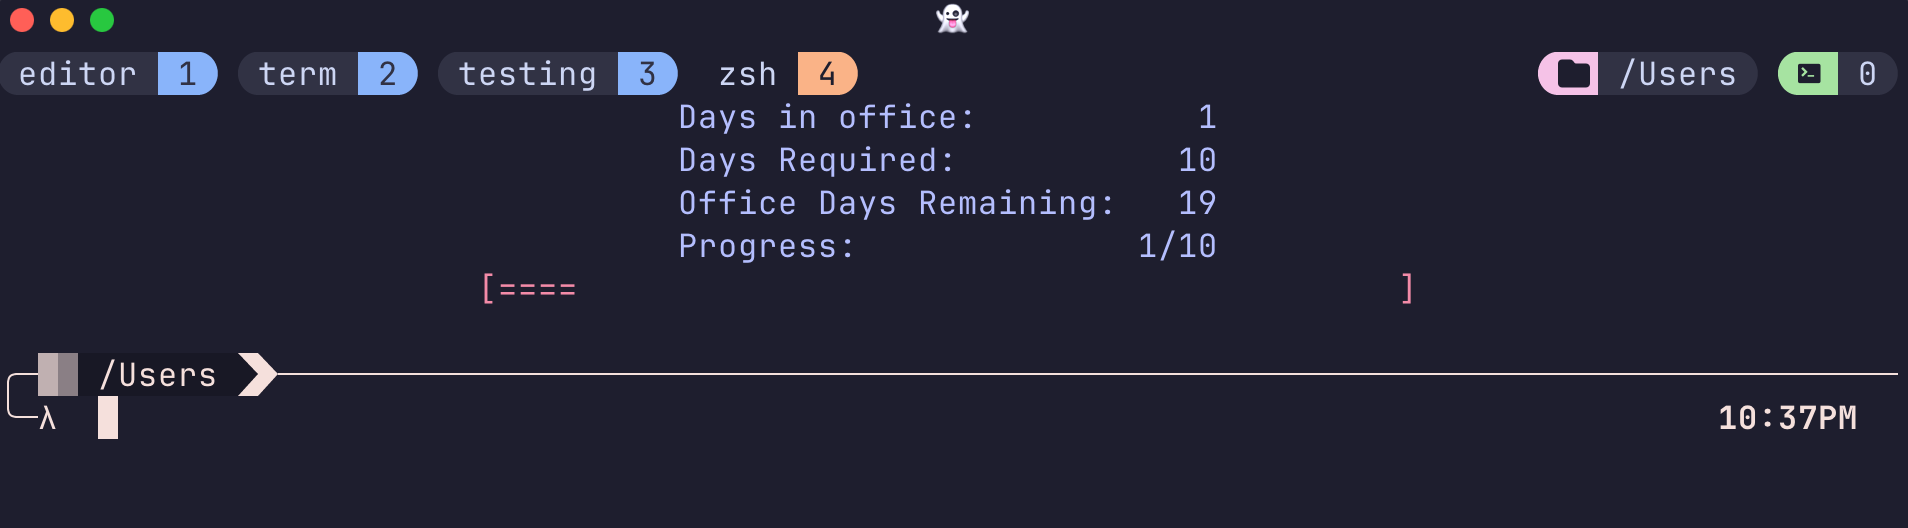 editor 1 term 2 testing 3 zsh 4 /Users 0
Days in office: 1
Days Required: 10
Office Days Remaining: 19
Progress: 1/10
[==== ]
/Users
λ 10:37PM